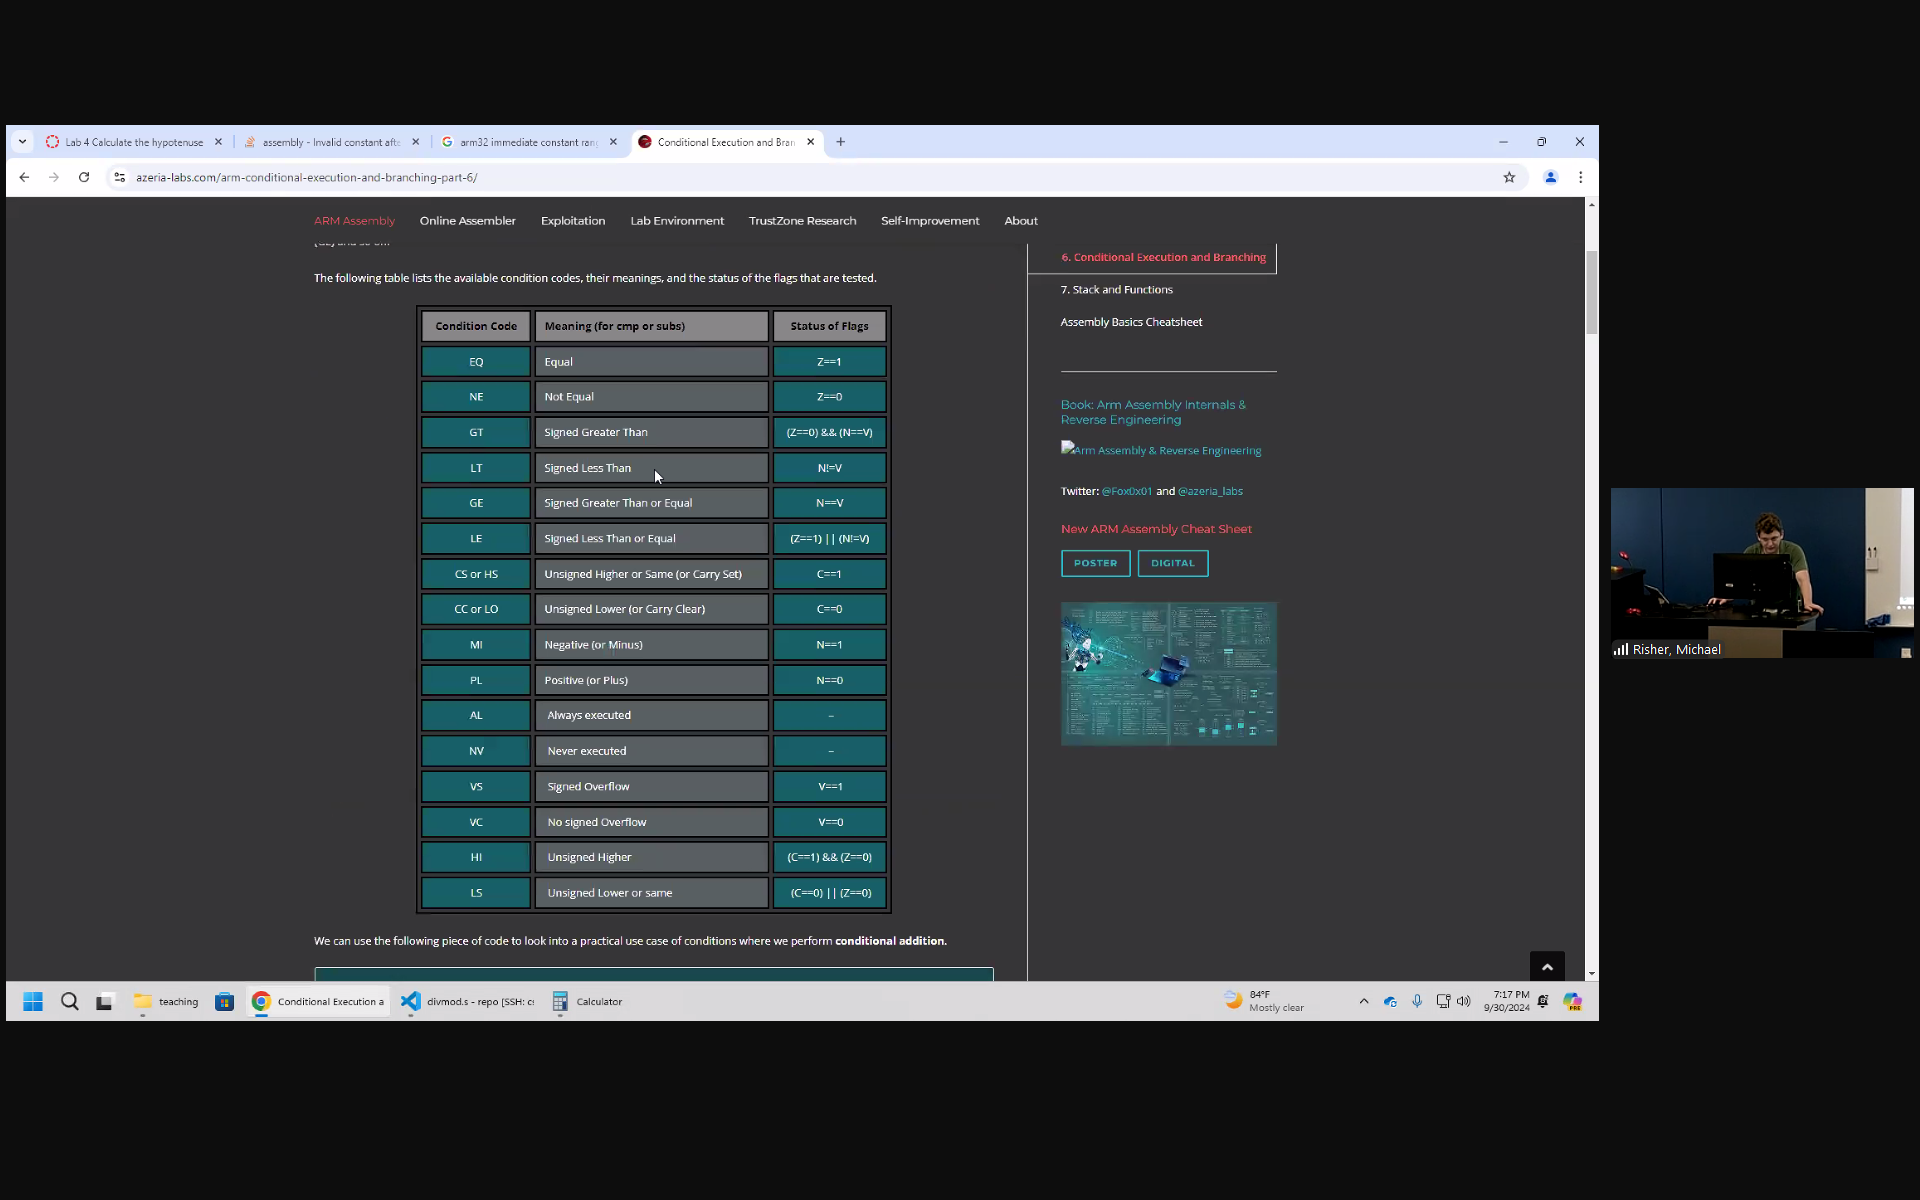 Lab 4 Calculate the hypotenuse
assembly - Invalid constant afte
arm32 immediate constant rang
Conditional Execution and Bran
azeria-labs.com/arm-conditional-execution-and-branching-part-6/
ARM Assembly Online Assembler Exploitation Lab Environment TrustZone Research Self-Improvement About
The following table lists the available condition codes, their meanings, and the status of the flags that are tested.
Condition Code Meaning (for cmp or subs) Status of Flags
EQ Equal Z==1
NE Not Equal Z==0
GT Signed Greater Than (Z==0) && (N==V)
LT Signed Less Than N!=V
GE Signed Greater Than or Equal N==V
LE Signed Less Than or Equal (Z==1) || (N!=V)
CS or HS Unsigned Higher or Same (or Carry Set) C==1
CC or LO Unsigned Lower (or Carry Clear) C==0
MI Negative (or Minus) N==1
PL Positive (or Plus) N==0
AL Always executed –
NV Never executed –
VS Signed Overflow V==1
VC No signed Overflow V==0
HI Unsigned Higher (C==1) && (Z==0)
LS Unsigned Lower or same (C==0) || (Z==0)
We can use the following piece of code to look into a practical use case of conditions where we perform conditional addition.
6. Conditional Execution and Branching
7. Stack and Functions
Assembly Basics Cheatsheet
Book: Arm Assembly Internals &
Reverse Engineering
Arm Assembly & Reverse Engineering
Twitter: @Fox0x01 and @azeria_labs
New ARM Assembly Cheat Sheet
POSTER DIGITAL
Risher, Michael
teaching
Conditional Execution a
divmod.s - repo [SSH: cs
Calculator
84°F
Mostly clear
7:17 PM
9/30/2024
PRE